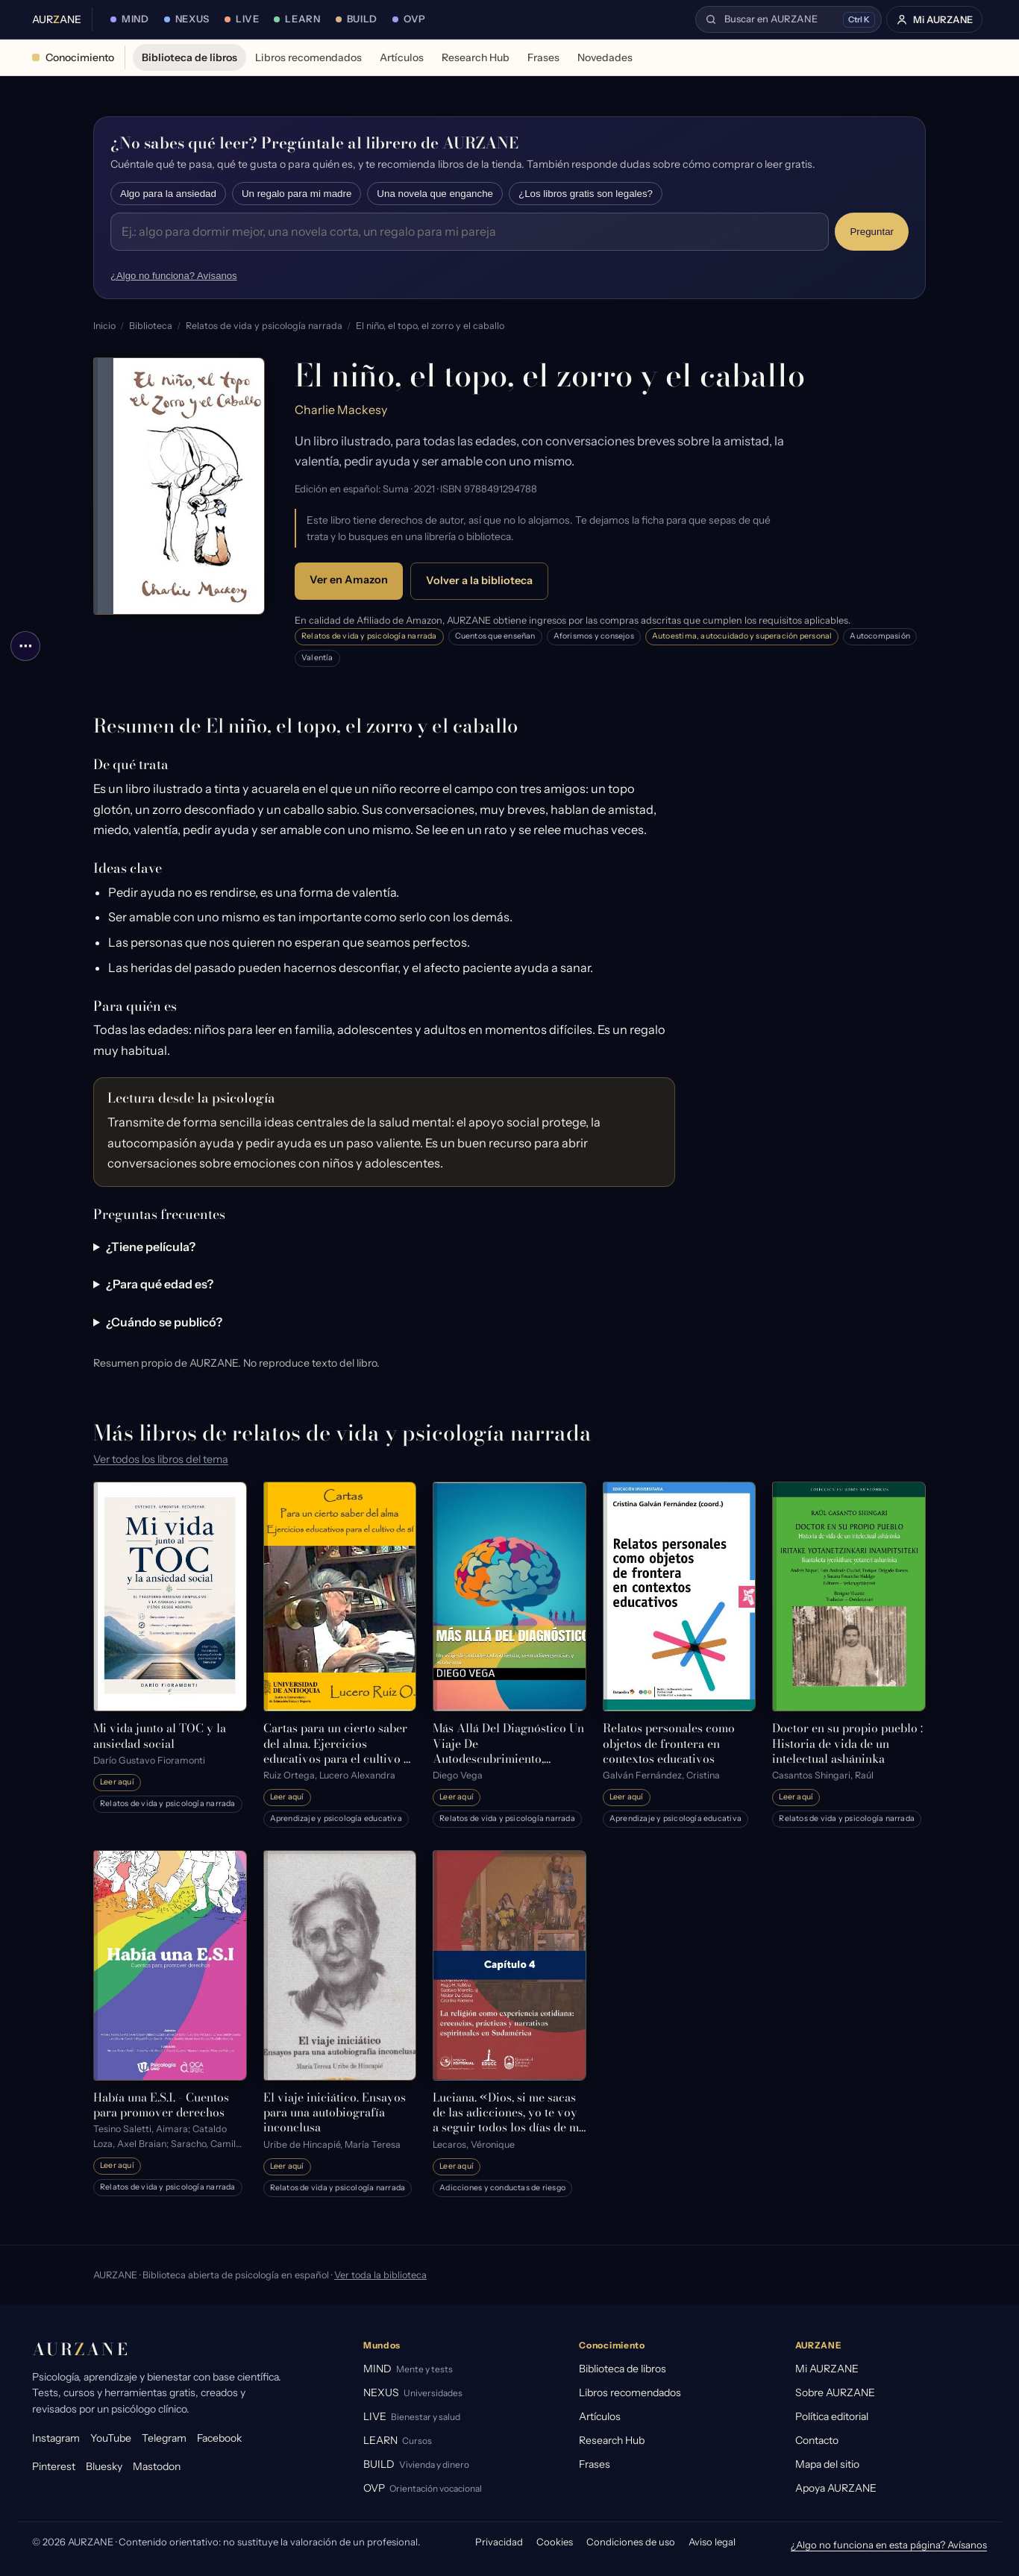 AURZANE
MIND
NEXUS
LIVE
LEARN
BUILD
OVP
Buscar en AURZANE
Ctrl K
Mi AURZANE
Conocimiento
Biblioteca de libros
Libros recomendados
Artículos
Research Hub
Frases
Novedades
¿No sabes qué leer? Pregúntale al librero de AURZANE
Cuéntale qué te pasa, qué te gusta o para quién es, y te recomienda libros de la tienda. También responde dudas sobre cómo comprar o leer gratis.
Algo para la ansiedad
Un regalo para mi madre
Una novela que enganche
¿Los libros gratis son legales?
Ej.: algo para dormir mejor, una novela corta, un regalo para mi pareja
Preguntar
¿Algo no funciona? Avísanos
Inicio / Biblioteca / Relatos de vida y psicología narrada / El niño, el topo, el zorro y el caballo
El niño, el topo,
el Zorro y el Caballo
Charlie Mackesy
El niño, el topo, el zorro y el caballo
Charlie Mackesy
Un libro ilustrado, para todas las edades, con conversaciones breves sobre la amistad, la
valentía, pedir ayuda y ser amable con uno mismo.
Edición en español: Suma · 2021 · ISBN 9788491294788
Este libro tiene derechos de autor, así que no lo alojamos. Te dejamos la ficha para que sepas de qué
trata y lo busques en una librería o biblioteca.
Ver en Amazon
Volver a la biblioteca
En calidad de Afiliado de Amazon, AURZANE obtiene ingresos por las compras adscritas que cumplen los requisitos aplicables.
Relatos de vida y psicología narrada
Cuentos que enseñan
Aforismos y consejos
Autoestima, autocuidado y superación personal
Autocompasión
Valentía
Resumen de El niño, el topo, el zorro y el caballo
De qué trata
Es un libro ilustrado a tinta y acuarela en el que un niño recorre el campo con tres amigos: un topo
glotón, un zorro desconfiado y un caballo sabio. Sus conversaciones, muy breves, hablan de amistad,
miedo, valentía, pedir ayuda y ser amable con uno mismo. Se lee en un rato y se relee muchas veces.
Ideas clave
• Pedir ayuda no es rendirse, es una forma de valentía.
• Ser amable con uno mismo es tan importante como serlo con los demás.
• Las personas que nos quieren no esperan que seamos perfectos.
• Las heridas del pasado pueden hacernos desconfiar, y el afecto paciente ayuda a sanar.
Para quién es
Todas las edades: niños para leer en familia, adolescentes y adultos en momentos difíciles. Es un regalo
muy habitual.
Lectura desde la psicología
Transmite de forma sencilla ideas centrales de la salud mental: el apoyo social protege, la
autocompasión ayuda y pedir ayuda es un paso valiente. Es un buen recurso para abrir
conversaciones sobre emociones con niños y adolescentes.
Preguntas frecuentes
¿Tiene película?
¿Para qué edad es?
¿Cuándo se publicó?
Resumen propio de AURZANE. No reproduce texto del libro.
Más libros de relatos de vida y psicología narrada
Ver todos los libros del tema
Mi vida
junto al
TOC
y la ansiedad social
DARÍO FIORAMONTI
Cartas
Para un cierto saber del alma
Ejercicios educativos para el cultivo de sí
UNIVERSIDAD
DE ANTIOQUIA
Lucero Ruiz O.
MÁS ALLÁ DEL DIAGNÓSTICO
DIEGO VEGA
EDUCACIÓN UNIVERSITARIA
Cristina Galván Fernández (coord.)
Relatos personales
como objetos
de frontera
en contextos
educativos
RAÚL CASANTO SHINGARI
DOCTOR EN SU PROPIO PUEBLO
Historia de vida de un intelectual asháninka
IRITAKE YOTANETZINKARI INAMPITSITEKI
Mi vida junto al TOC y la
ansiedad social
Darío Gustavo Fioramonti
Leer aquí
Relatos de vida y psicología narrada
Cartas para un cierto saber
del alma. Ejercicios
educativos para el cultivo ...
Ruiz Ortega, Lucero Alexandra
Leer aquí
Aprendizaje y psicología educativa
Más Allá Del Diagnóstico Un
Viaje De
Autodescubrimiento,...
Diego Vega
Leer aquí
Relatos de vida y psicología narrada
Relatos personales como
objetos de frontera en
contextos educativos
Galván Fernández, Cristina
Leer aquí
Aprendizaje y psicología educativa
Doctor en su propio pueblo :
Historia de vida de un
intelectual asháninka
Casantos Shingari, Raúl
Leer aquí
Relatos de vida y psicología narrada
Había una E.S.I
Cuentos para promover derechos
Psicología
El viaje iniciático
Ensayos para una autobiografía inconclusa
María Teresa Uribe de Hincapié
Capítulo 4
La religión como experiencia cotidiana:
creencias, prácticas y narrativas
espirituales en Sudamérica
Había una E.S.I. - Cuentos
para promover derechos
Tesino Saletti, Aimara; Cataldo
Loza, Axel Braian; Saracho, Camil...
Leer aquí
Relatos de vida y psicología narrada
El viaje iniciático. Ensayos
para una autobiografía
inconclusa
Uribe de Hincapié, María Teresa
Leer aquí
Relatos de vida y psicología narrada
Luciana. «Dios, si me sacas
de las adicciones, yo te voy
a seguir todos los días de m...
Lecaros, Véronique
Leer aquí
Adicciones y conductas de riesgo
AURZANE · Biblioteca abierta de psicología en español · Ver toda la biblioteca
AURZANE
Psicología, aprendizaje y bienestar con base científica.
Tests, cursos y herramientas gratis, creados y
revisados por un psicólogo clínico.
Instagram YouTube Telegram Facebook
Pinterest Bluesky Mastodon
Mundos
MIND Mente y tests
NEXUS Universidades
LIVE Bienestar y salud
LEARN Cursos
BUILD Vivienda y dinero
OVP Orientación vocacional
Conocimiento
Biblioteca de libros
Libros recomendados
Artículos
Research Hub
Frases
AURZANE
Mi AURZANE
Sobre AURZANE
Política editorial
Contacto
Mapa del sitio
Apoya AURZANE
© 2026 AURZANE · Contenido orientativo: no sustituye la valoración de un profesional.
Privacidad
Cookies
Condiciones de uso
Aviso legal
¿Algo no funciona en esta página? Avísanos